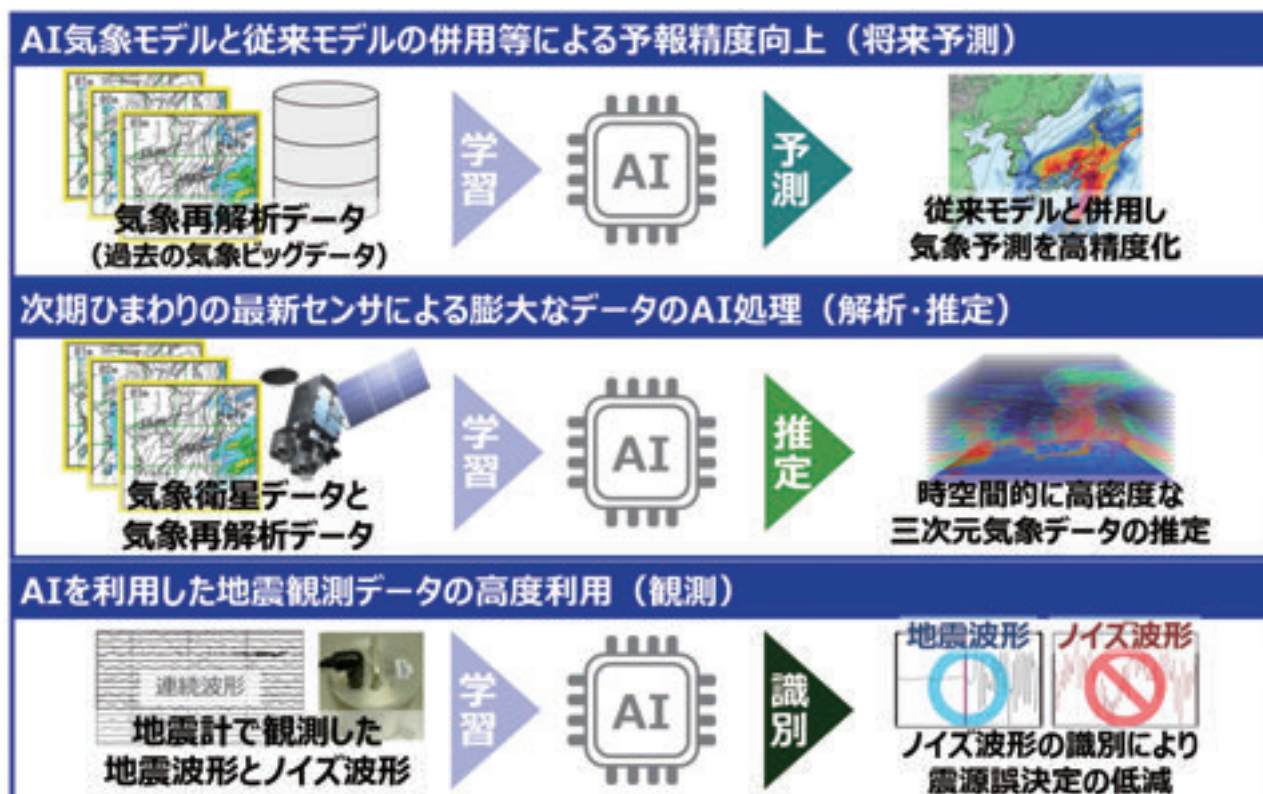 AI気象モデルと従来モデルの併用等による予報精度向上（将来予測）
気象再解析データ
（過去の気象ビッグデータ）
学習
AI
予測
従来モデルと併用し
気象予測を高精度化
次期ひまわりの最新センサによる膨大なデータのAI処理（解析・推定）
気象衛星データと
気象再解析データ
学習
AI
推定
時空間的に高密度な
三次元気象データの推定
AIを利用した地震観測データの高度利用（観測）
連続波形
地震計で観測した
地震波形とノイズ波形
学習
AI
識別
地震波形
ノイズ波形
ノイズ波形の識別により
震源誤決定の低減